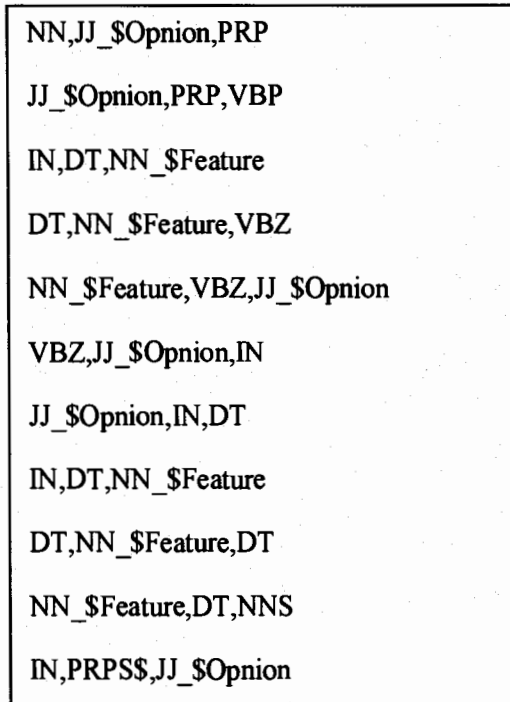 NN,JJ_$Opnion,PRP
JJ_$Opnion,PRP,VBP
IN,DT,NN_$Feature
DT,NN_$Feature,VBZ
NN_$Feature,VBZ,JJ_$Opnion
VBZ,JJ_$Opnion,IN
JJ_$Opnion,IN,DT
IN,DT,NN_$Feature
DT,NN_$Feature,DT
NN_$Feature,DT,NNS
IN,PRPS$,JJ_$Opnion